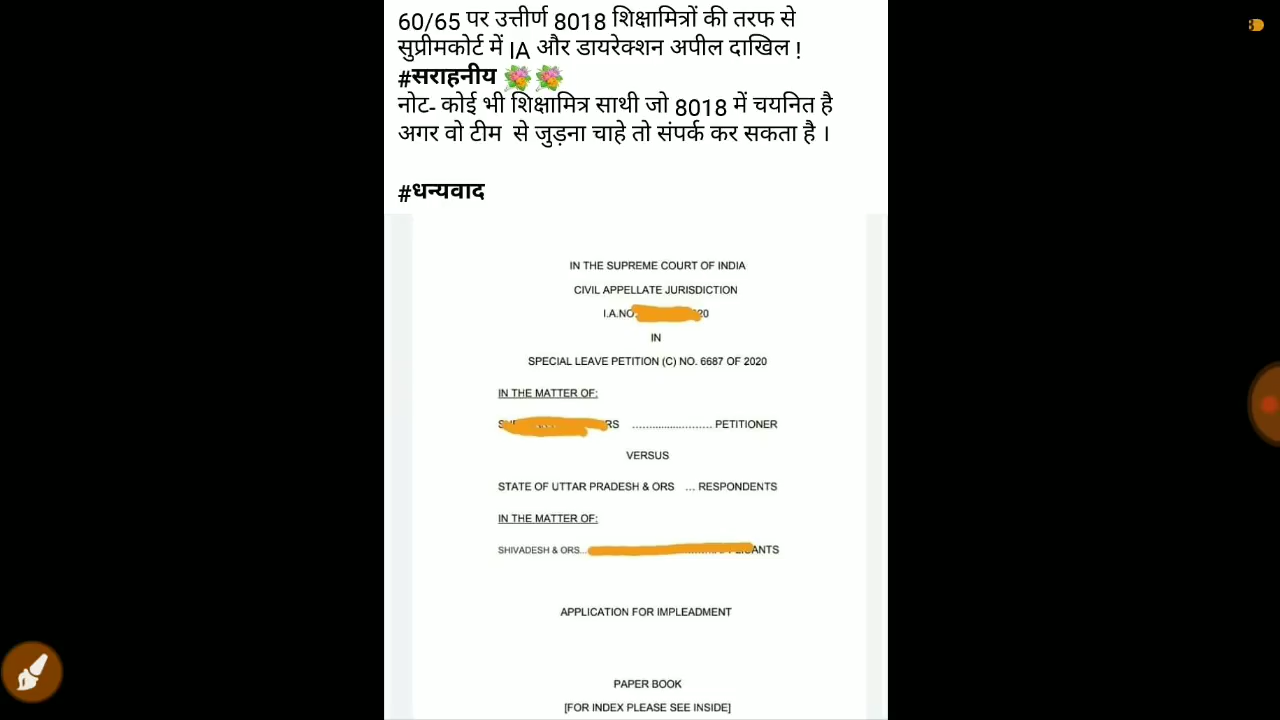 60/65 पर उत्तीर्ण 8018 शिक्षामित्रों की तरफ से
सुप्रीमकोर्ट में IA और डायरेक्शन अपील दाखिल !
#सराहनीय 💐💐
नोट- कोई भी शिक्षामित्र साथी जो 8018 में चयनित है
अगर वो टीम से जुड़ना चाहे तो संपर्क कर सकता है ।
#धन्यवाद
IN THE SUPREME COURT OF INDIA
CIVIL APPELLATE JURISDICTION
I.A.NO. 20
IN
SPECIAL LEAVE PETITION (C) NO. 6687 OF 2020
IN THE MATTER OF:
RS ...................... PETITIONER
VERSUS
STATE OF UTTAR PRADESH & ORS ... RESPONDENTS
IN THE MATTER OF:
SHIVADESH & ORS...
APPLICATION FOR IMPLEADMENT
PAPER BOOK
[FOR INDEX PLEASE SEE INSIDE]